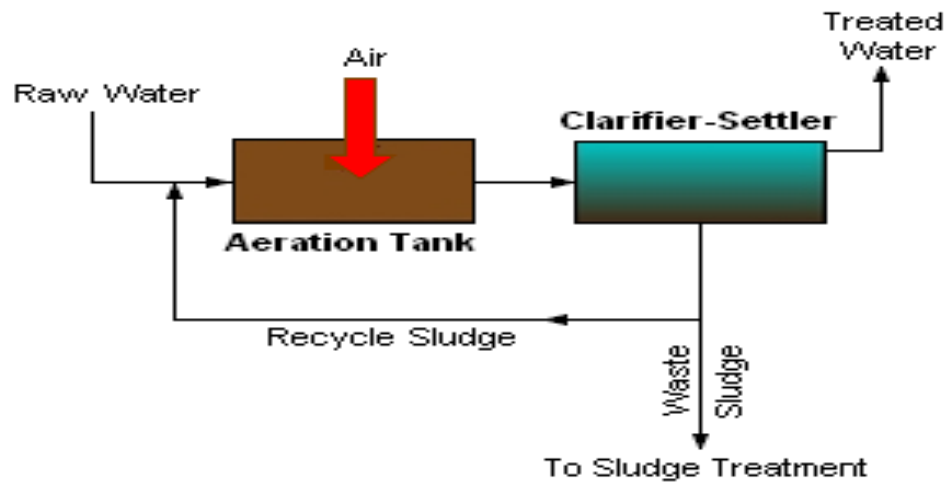 Treated
Water
Air
Raw Water
Clarifier-Settler
Aeration Tank
Recycle Sludge
Waste
Sludge
To Sludge Treatment